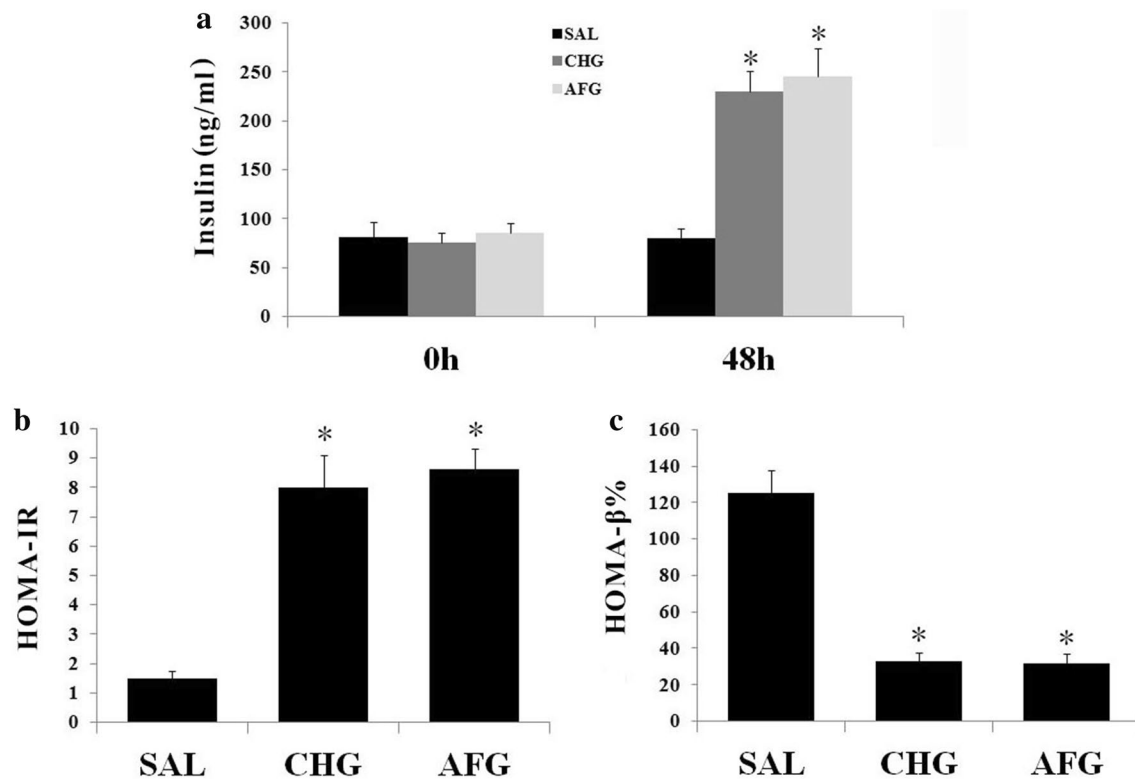 a
Insulin (ng/ml)
300
250
200
150
100
50
0
SAL
CHG
AFG
*
*
0h
48h
b
HOMA-IR
10
9
8
7
6
5
4
3
2
1
0
*
*
SAL
CHG
AFG
c
HOMA-β%
160
140
120
100
80
60
40
20
0
*
*
SAL
CHG
AFG